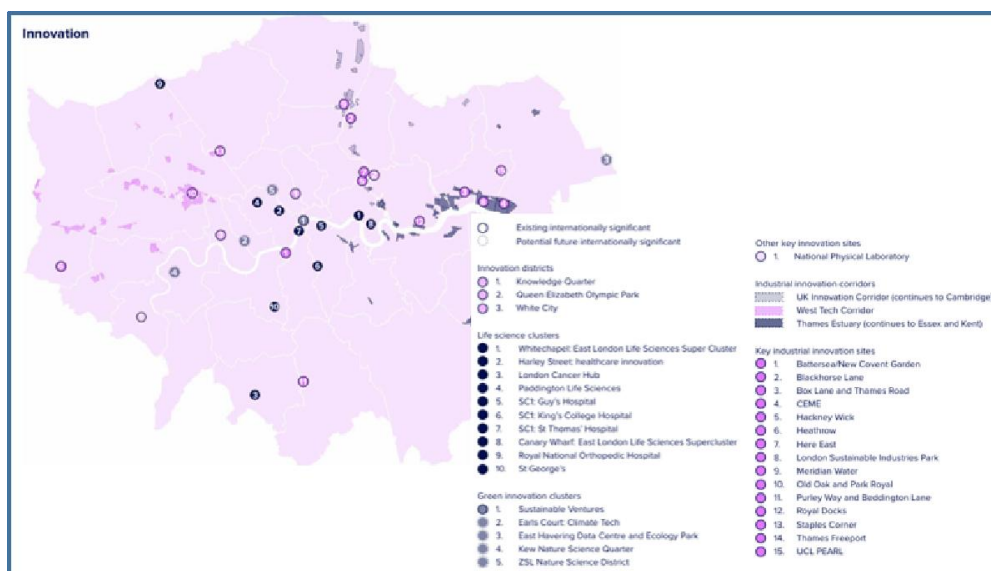 Innovation
Existing internationally significant
Potential future internationally significant
Innovation districts
1. Knowledge Quarter
2. Queen Elizabeth Olympic Park
3. White City
Life science clusters
1. Whitechapel: East London Life Sciences Super Cluster
2. Harley Street: healthcare innovation
3. London Cancer Hub
4. Paddington Life Sciences
5. SC1: Guy's Hospital
6. SC1: King's College Hospital
7. SC1: St Thomas' Hospital
8. Canary Wharf: East London Life Sciences Supercluster
9. Royal National Orthopedic Hospital
10. St George's
Green innovation clusters
1. Sustainable Ventures
2. Earls Court: Climate Tech
3. East Havering Data Centre and Ecology Park
4. Kew Nature Science Quarter
5. ZSL Nature Science District
Other key innovation sites
1. National Physical Laboratory
Industrial innovation corridors
UK Innovation Corridor (continues to Cambridge)
West Tech Corridor
Thames Estuary (continues to Essex and Kent)
Key industrial innovation sites
1. Battersea/New Covent Garden
2. Blackhorse Lane
3. Box Lane and Thames Road
4. CEME
5. Hackney Wick
6. Heathrow
7. Here East
8. London Sustainable Industries Park
9. Meridian Water
10. Old Oak and Park Royal
11. Purley Way and Beddington Lane
12. Royal Docks
13. Staples Corner
14. Thames Freeport
15. UCL PEARL